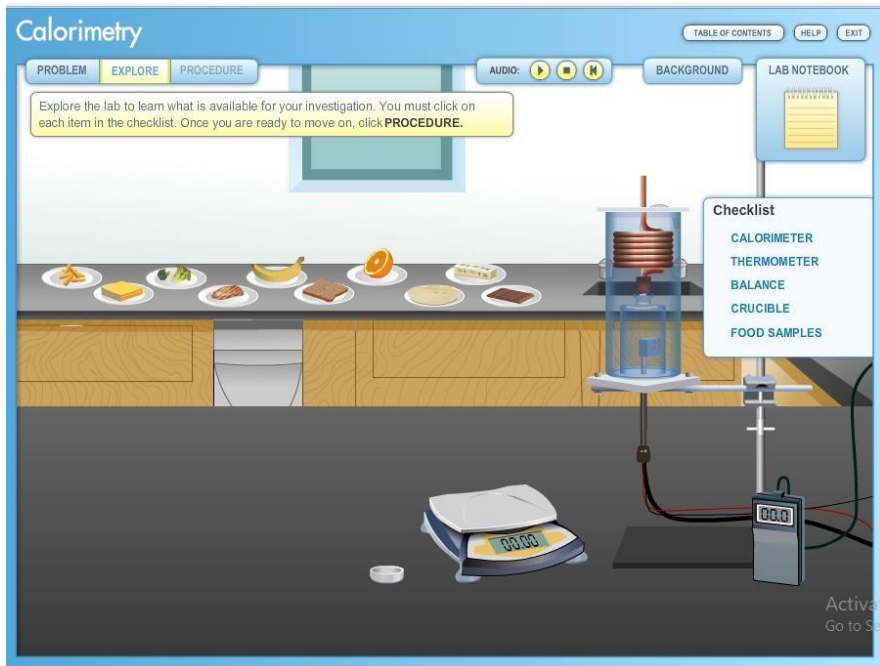 Calorimetry
TABLE OF CONTENTS HELP EXIT
PROBLEM EXPLORE PROCEDURE AUDIO: BACKGROUND LAB NOTEBOOK
Explore the lab to learn what is available for your investigation. You must click on
each item in the checklist. Once you are ready to move on, click PROCEDURE.
Checklist
CALORIMETER
THERMOMETER
BALANCE
CRUCIBLE
FOOD SAMPLES
00.0
00.00
Go to